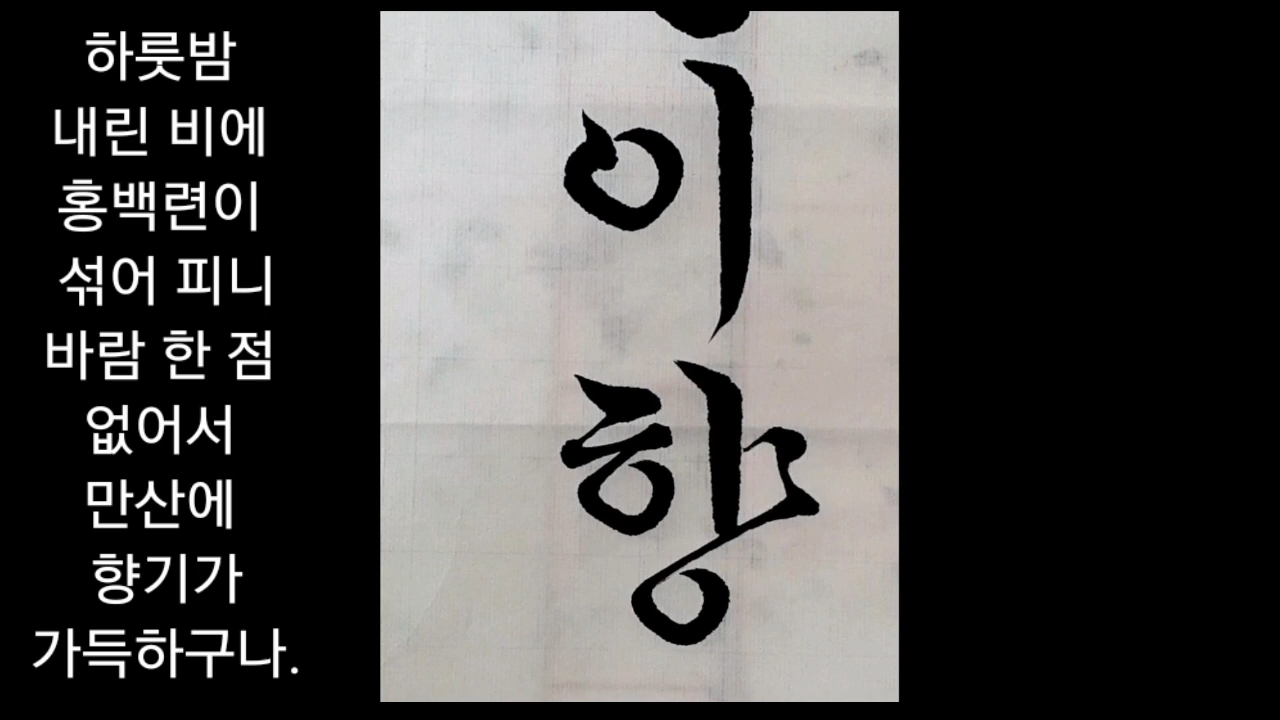 하룻밤
내린 비에
홍백련이
섞어 피니
바람 한 점
없어서
만산에
향기가
가득하구나.
이
향